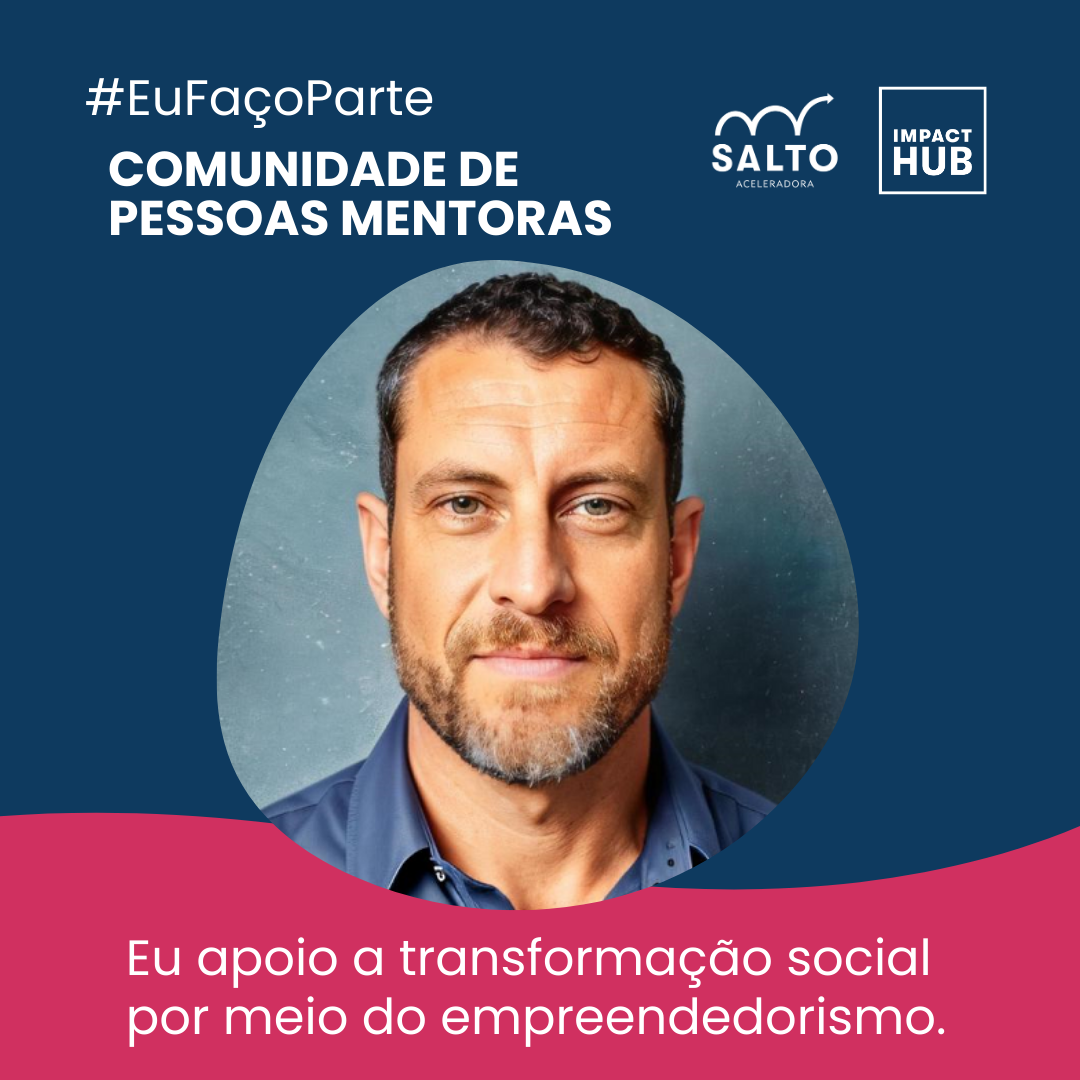 #EuFaçoParte
COMUNIDADE DE
PESSOAS MENTORAS
SALTO
ACELERADORA
IMPACT
HUB
Eu apoio a transformação social
por meio do empreendedorismo.